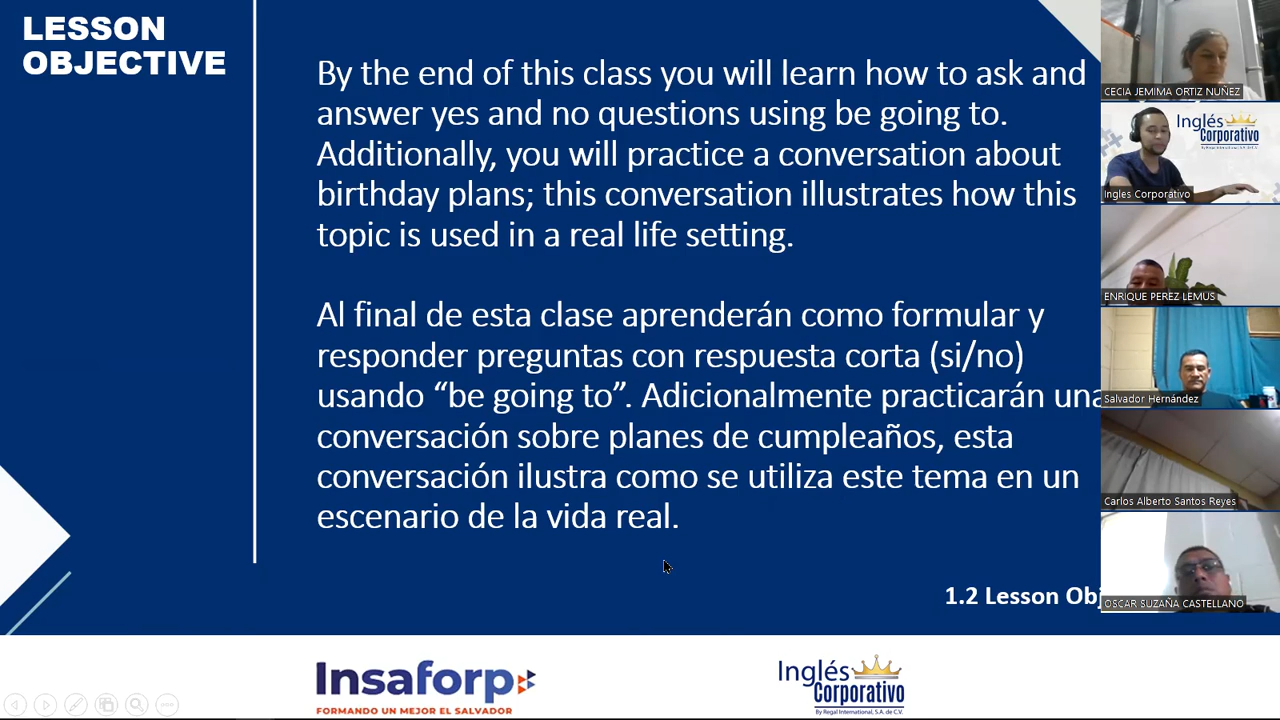 LESSON
OBJECTIVE
By the end of this class you will learn how to ask and
answer yes and no questions using be going to.
Additionally, you will practice a conversation about
birthday plans; this conversation illustrates how this
topic is used in a real life setting.
Al final de esta clase aprenderán como formular y
responder preguntas con respuesta corta (si/no)
usando “be going to”. Adicionalmente practicarán una
conversación sobre planes de cumpleaños, esta
conversación ilustra como se utiliza este tema en un
escenario de la vida real.
1.2 Lesson Obj
Insaforp
FORMANDO UN MEJOR EL SALVADOR
Inglés
Corporativo
By Regal International, S.A. de C.V.
CECIA JEMIMA ORTIZ NUÑEZ
Inglés
Corporativo
Ingles Corporativo
ENRIQUE PEREZ LEMUS
Salvador Hernández
Carlos Alberto Santos Reyes
OSCAR SUZAÑA CASTELLANO